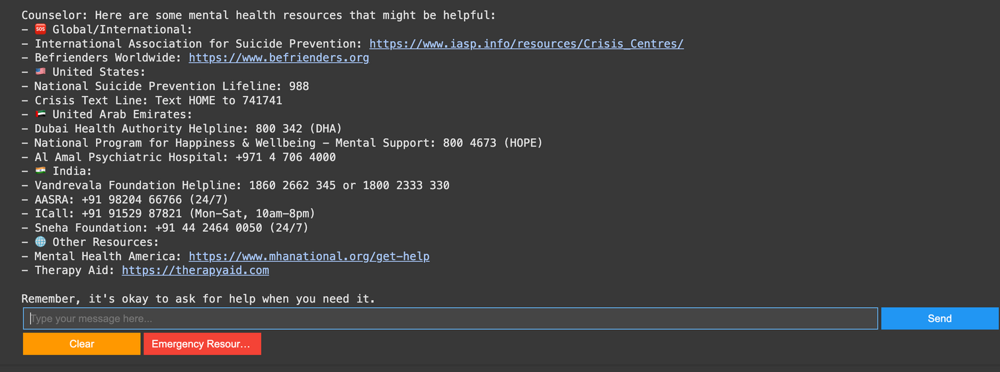 Counselor: Here are some mental health resources that might be helpful:
- 🆘 Global/International:
- International Association for Suicide Prevention: https://www.iasp.info/resources/Crisis_Centres/
- Befrienders Worldwide: https://www.befrienders.org
- 🇺🇸 United States:
- National Suicide Prevention Lifeline: 988
- Crisis Text Line: Text HOME to 741741
- 🇦🇪 United Arab Emirates:
- Dubai Health Authority Helpline: 800 342 (DHA)
- National Program for Happiness & Wellbeing - Mental Support: 800 4673 (HOPE)
- Al Amal Psychiatric Hospital: +971 4 706 4000
- 🇮🇳 India:
- Vandrevala Foundation Helpline: 1860 2662 345 or 1800 2333 330
- AASRA: +91 98204 66766 (24/7)
- ICall: +91 91529 87821 (Mon-Sat, 10am-8pm)
- Sneha Foundation: +91 44 2464 0050 (24/7)
- 🌐 Other Resources:
- Mental Health America: https://www.mhanational.org/get-help
- Therapy Aid: https://therapyaid.com
Remember, it's okay to ask for help when you need it.
Type your message here...
Send
Clear
Emergency Resour...